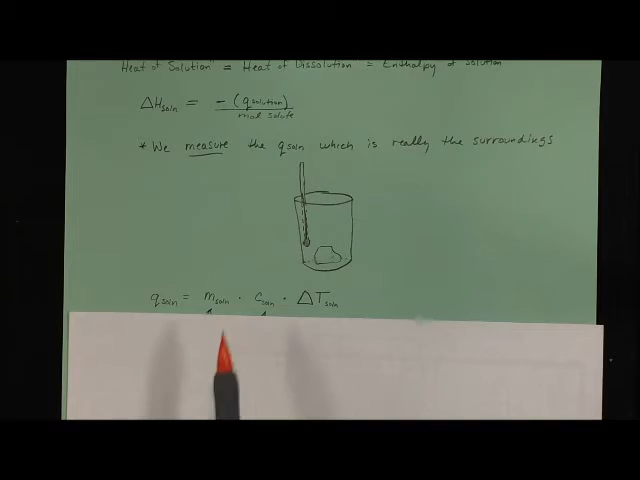 Heat of Solution" = Heat of Dissolution = Enthalpy of solution
ΔHsoln = -(qsolution)
mol solute
* We measure the qsoln which is really the surroundings
qsoln = msoln · csoln · ΔTsoln